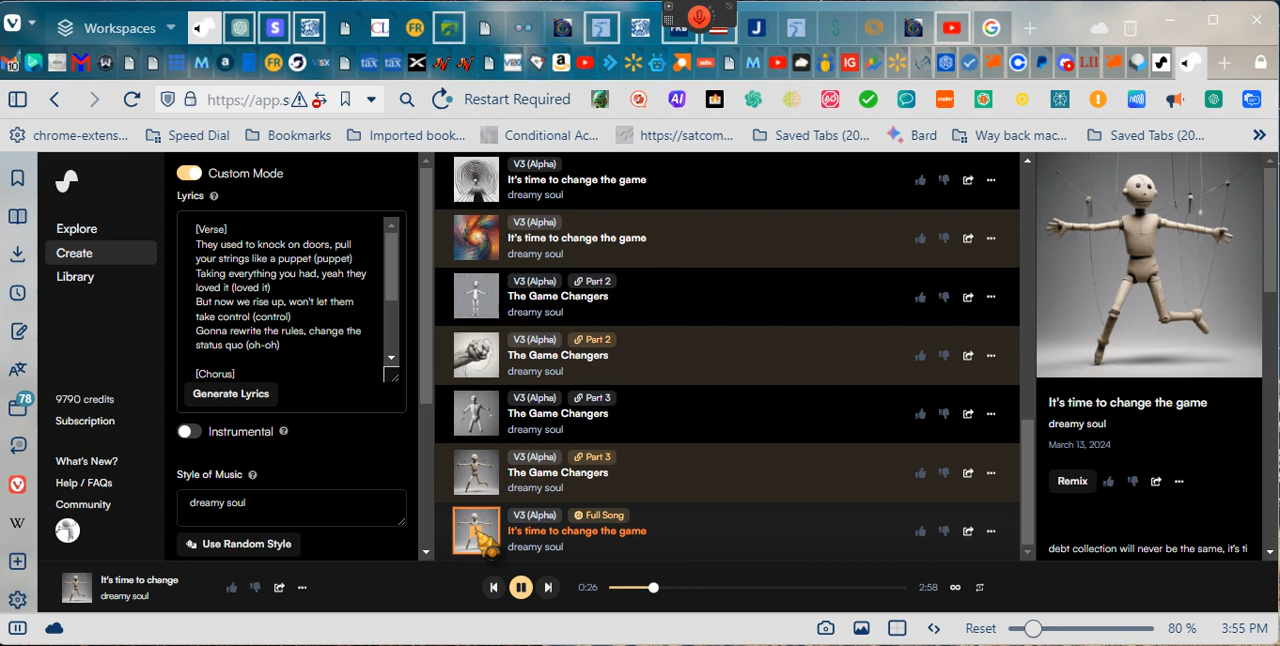 Workspaces
https://app.s
Restart Required
chrome-extens...
Speed Dial
Bookmarks
Imported book...
Conditional Ac...
https://satcom...
Saved Tabs (20...
Bard
Way back mac...
Saved Tabs (20...
Explore
Create
Library
9790 credits
Subscription
What's New?
Help / FAQs
Community
78
Custom Mode
Lyrics
[Verse]
They used to knock on doors, pull
your strings like a puppet (puppet)
Taking everything you had, yeah they
loved it (loved it)
But now we rise up, won't let them
take control (control)
Gonna rewrite the rules, change the
status quo (oh-oh)
[Chorus]
Generate Lyrics
Instrumental
Style of Music
dreamy soul
Use Random Style
V3 (Alpha)
It's time to change the game
dreamy soul
V3 (Alpha)
It's time to change the game
dreamy soul
V3 (Alpha) Part 2
The Game Changers
dreamy soul
V3 (Alpha) Part 2
The Game Changers
dreamy soul
V3 (Alpha) Part 3
The Game Changers
dreamy soul
V3 (Alpha) Part 3
The Game Changers
dreamy soul
V3 (Alpha) Full Song
It's time to change the game
dreamy soul
It's time to change the game
dreamy soul
March 13, 2024
Remix
debt collection will never be the same, it's ti
It's time to change
dreamy soul
0:26
2:58
Reset
80 %
3:55 PM